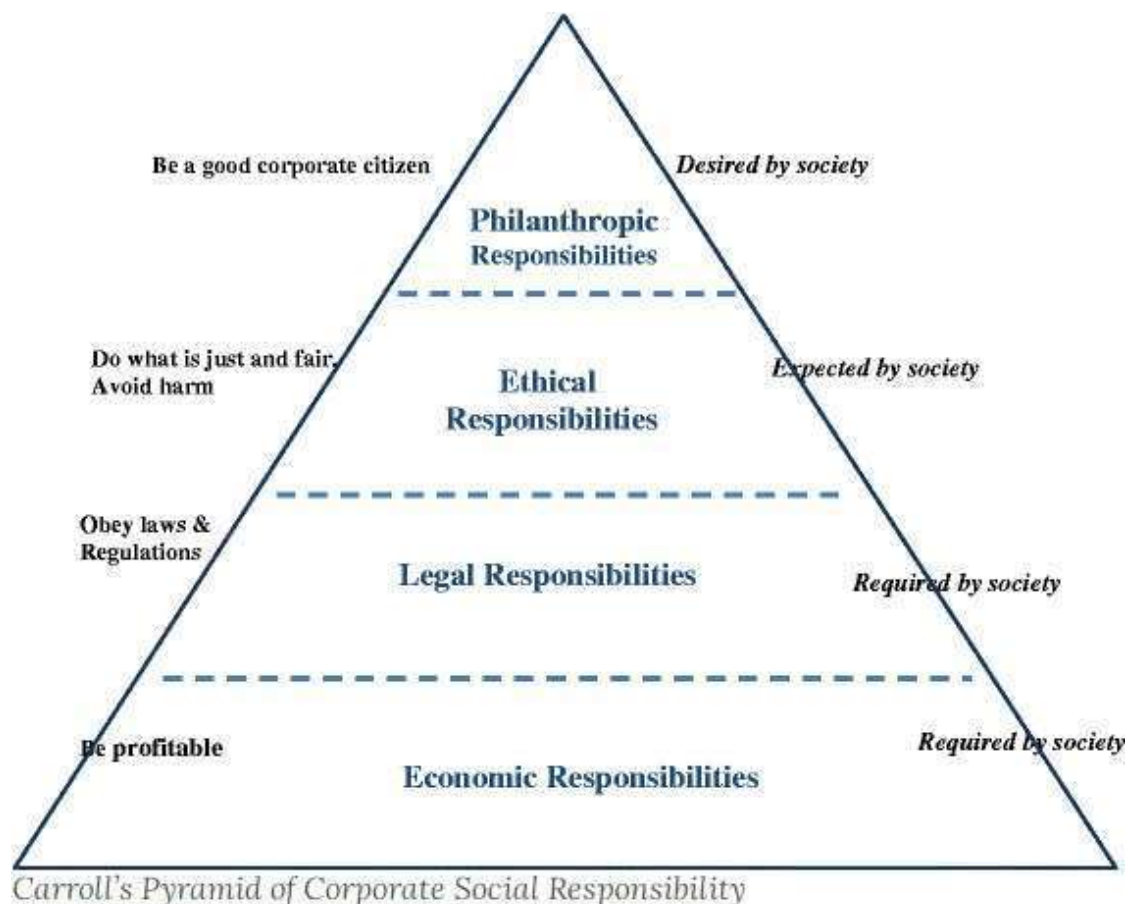 Be a good corporate citizen
Desired by society
Philanthropic
Responsibilities
Do what is just and fair,
Avoid harm
Expected by society
Ethical
Responsibilities
Obey laws &
Regulations
Legal Responsibilities
Required by society
Be profitable
Required by society
Economic Responsibilities
Carroll's Pyramid of Corporate Social Responsibility